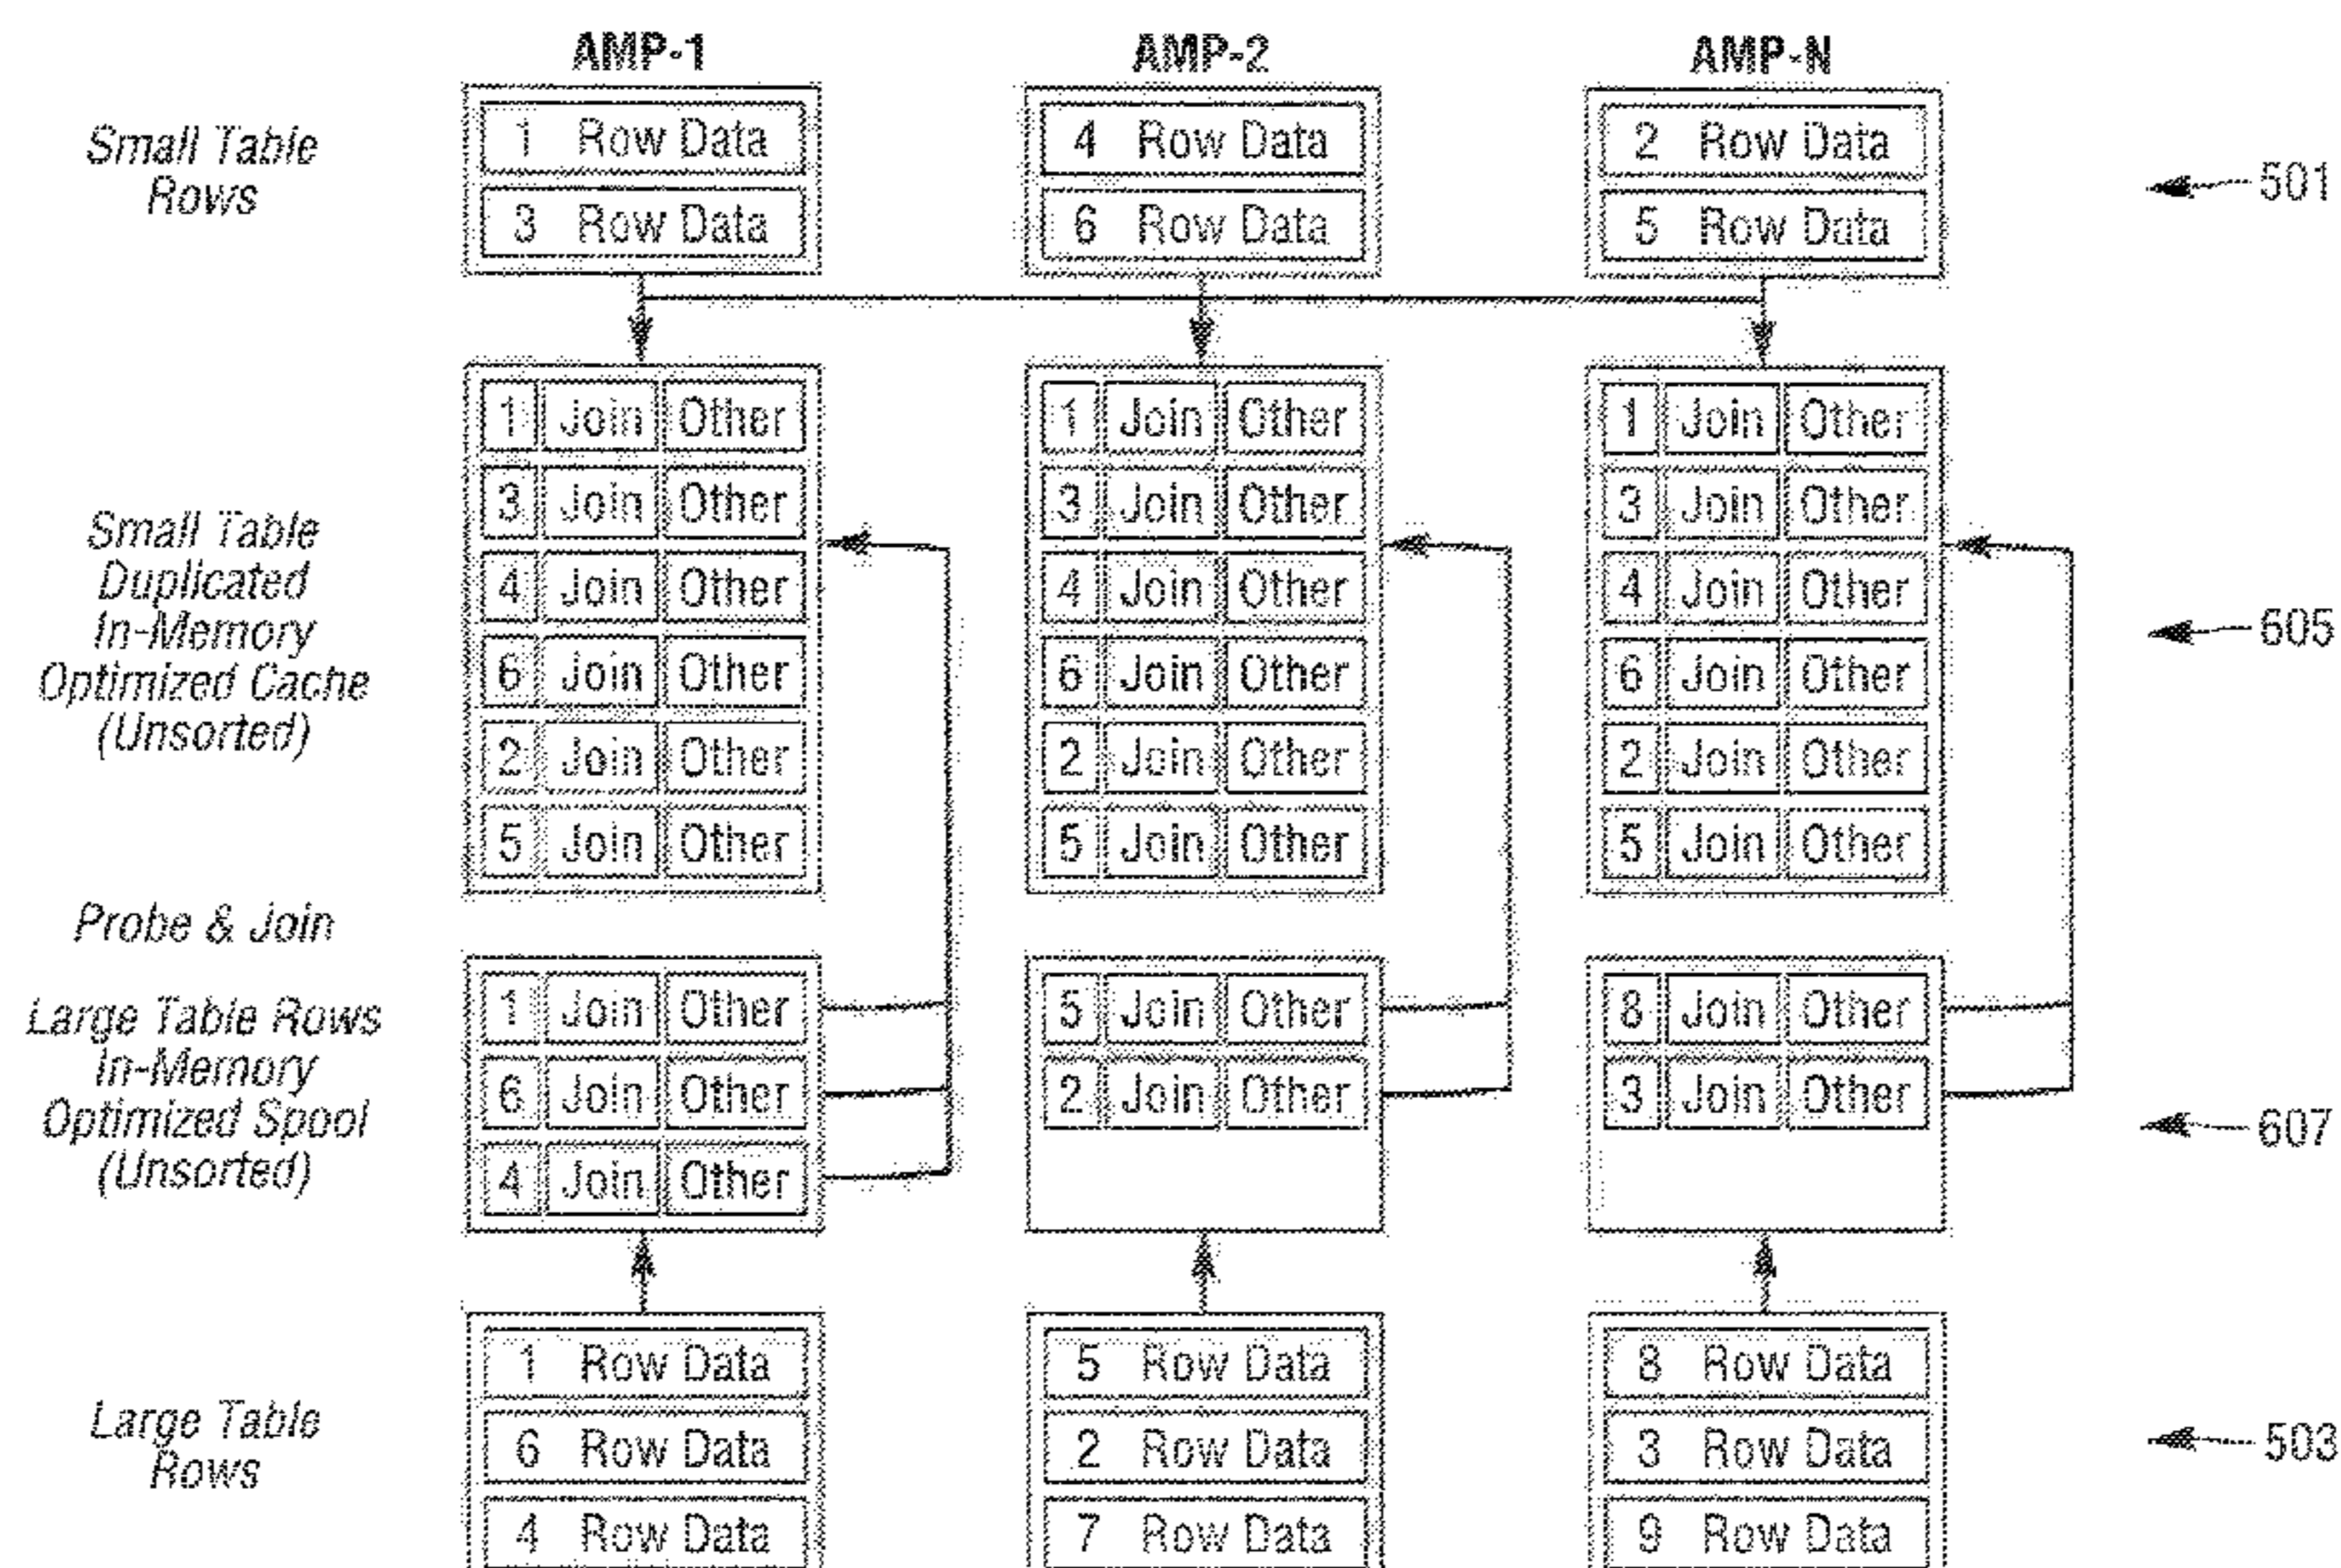 AMP-1 AMP-2 AMP-N
Small Table
Rows
1 Row Data 4 Row Data 2 Row Data
3 Row Data 6 Row Data 5 Row Data
501
Small Table
Duplicated
In-Memory
Optimized Cache
(Unsorted)
1 Join Other 1 Join Other 1 Join Other
3 Join Other 3 Join Other 3 Join Other
4 Join Other 4 Join Other 4 Join Other
6 Join Other 6 Join Other 6 Join Other
2 Join Other 2 Join Other 2 Join Other
5 Join Other 5 Join Other 5 Join Other
605
Probe & Join
Large Table Rows
In-Memory
Optimized Spool
(Unsorted)
1 Join Other 5 Join Other 8 Join Other
6 Join Other 2 Join Other 3 Join Other
4 Join Other
607
Large Table
Rows
1 Row Data 5 Row Data 8 Row Data
6 Row Data 2 Row Data 3 Row Data
4 Row Data 7 Row Data 9 Row Data
503